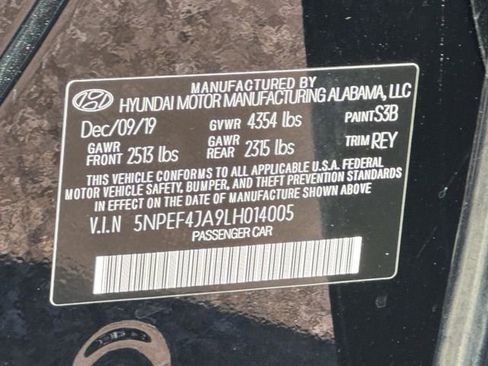 MANUFACTURED BY
HYUNDAI MOTOR MANUFACTURING ALABAMA, LLC
Dec/09/19 GVWR 4354 lbs PAINT S3B
GAWR FRONT 2513 lbs GAWR REAR 2315 lbs TRIM REY
THIS VEHICLE CONFORMS TO ALL APPLICABLE U.S.A. FEDERAL
MOTOR VEHICLE SAFETY, BUMPER, AND THEFT PREVENTION STANDARDS
IN EFFECT ON THE DATE OF MANUFACTURE SHOWN ABOVE
V.I.N 5NPEF4JA9LH014005
PASSENGER CAR